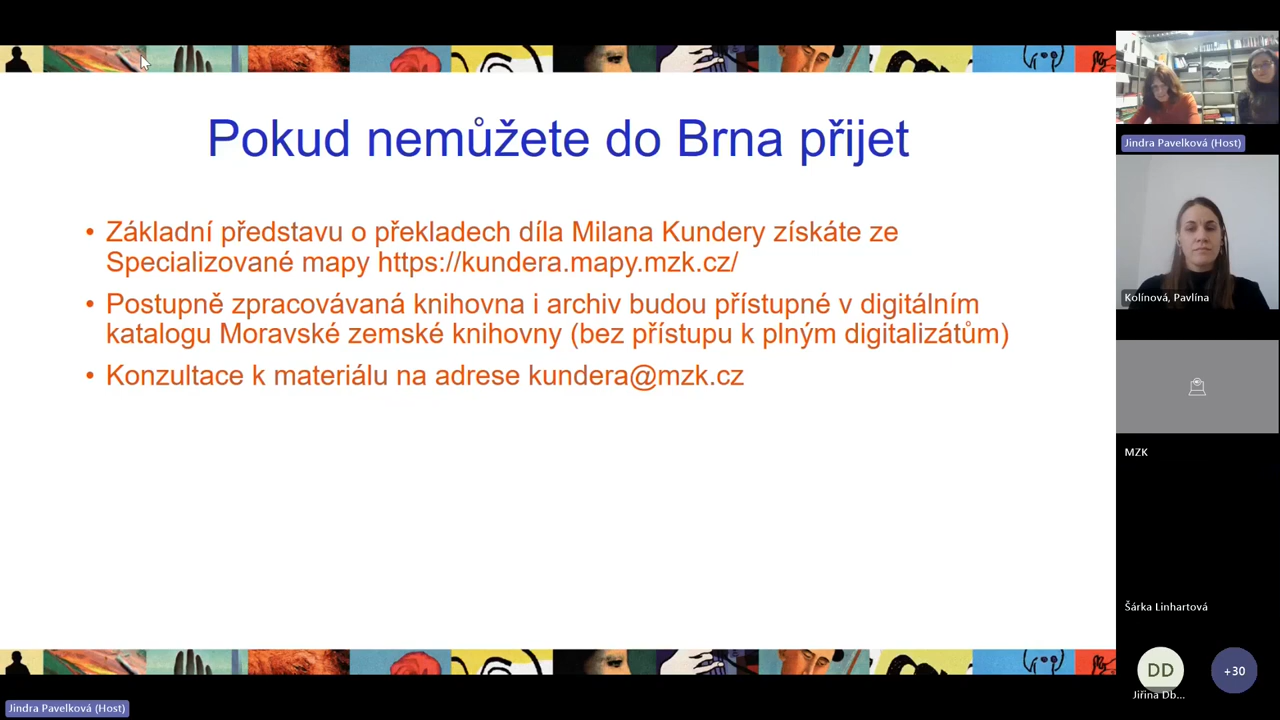 Pokud nemůžete do Brna přijet
• Základní představu o překladech díla Milana Kundery získáte ze
Specializované mapy https://kundera.mapy.mzk.cz/
• Postupně zpracovávaná knihovna i archiv budou přístupné v digitálním
katalogu Moravské zemské knihovny (bez přístupu k plným digitalizátům)
• Konzultace k materiálu na adrese kundera@mzk.cz
Jindra Pavelková (Host)
Kolínová, Pavlína
MZK
Šárka Linhartová
DD
+30
Jiřina Db...
Jindra Pavelková (Host)